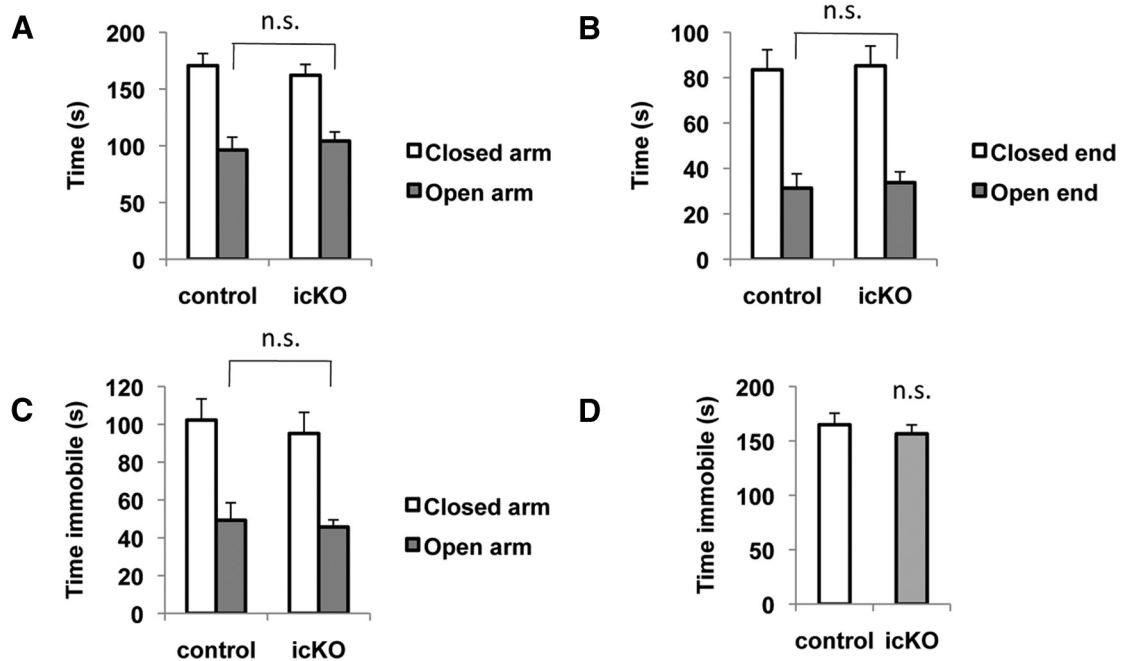 A
n.s.
200
150
100
50
0
Time (s)
Closed arm
Open arm
control icKO
B
n.s.
100
80
60
40
20
0
Time (s)
Closed end
Open end
control icKO
C
n.s.
120
100
80
60
40
20
0
Time immobile (s)
Closed arm
Open arm
control icKO
D
n.s.
200
150
100
50
0
Time immobile (s)
control icKO